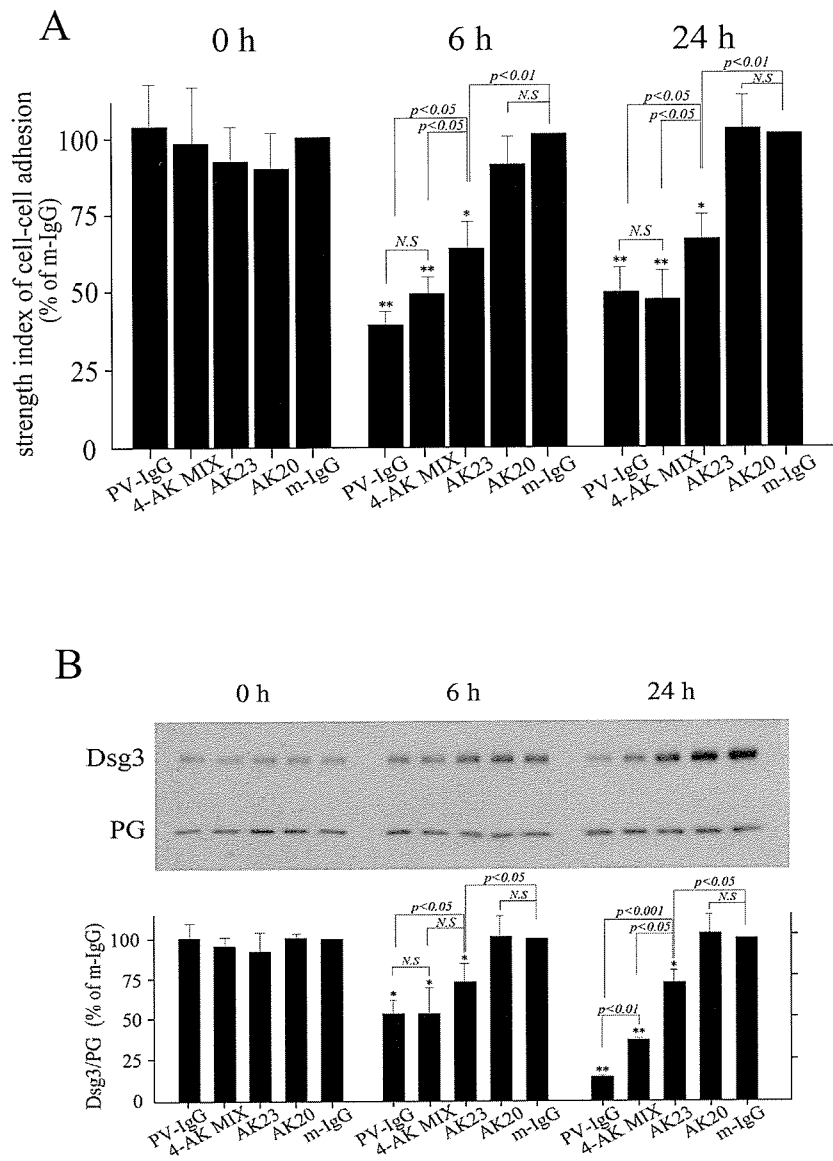 A
0 h 6 h 24 h
p<0.01 p<0.01
N.S N.S
p<0.05 p<0.05
p<0.05 p<0.05
strength index of cell-cell adhesion
(% of m-IgG)
100
75
50
25
0
* *
N.S N.S
** ** ** **
PV-IgG 4-AK MIX AK23 AK20 m-IgG PV-IgG 4-AK MIX AK23 AK20 m-IgG PV-IgG 4-AK MIX AK23 AK20 m-IgG
B
0 h 6 h 24 h
Dsg3
PG
p<0.05 p<0.05
N.S N.S
p<0.05 p<0.001
N.S p<0.05
Dsg3/PG (% of m-IgG)
100
75
50
25
0
N.S
* * * *
p<0.01
** **
PV-IgG 4-AK MIX AK23 AK20 m-IgG PV-IgG 4-AK MIX AK23 AK20 m-IgG PV-IgG 4-AK MIX AK23 AK20 m-IgG